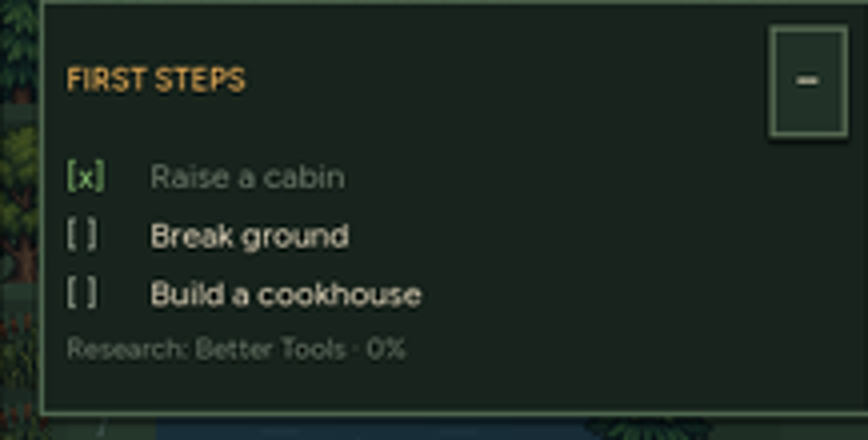 FIRST STEPS
[x] Raise a cabin
[ ] Break ground
[ ] Build a cookhouse
Research: Better Tools · 0%